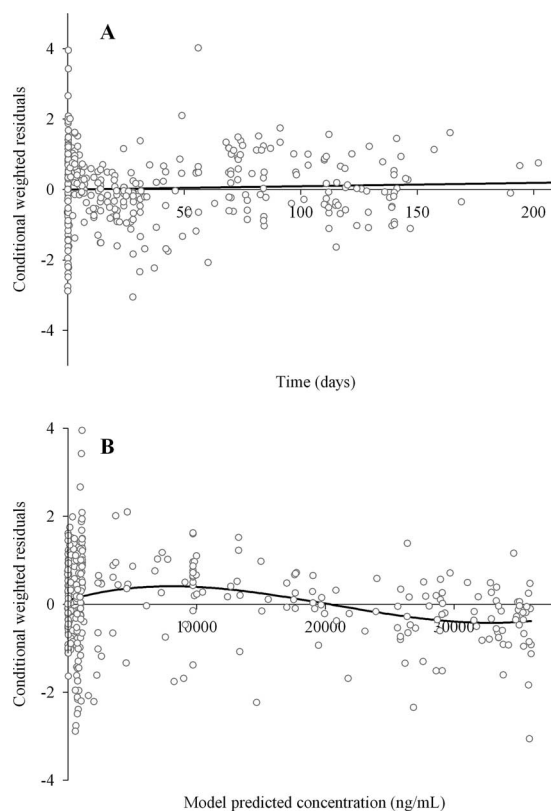 A
4
2
0
50
100
150
200
-2
-4
Conditional weighted residuals
Time (days)
B
4
2
0
10000
20000
30000
-2
-4
Conditional weighted residuals
Model predicted concentration (ng/mL)